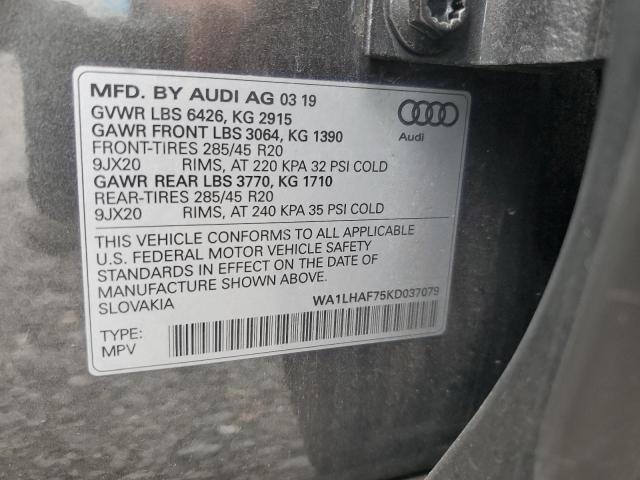 MFD. BY AUDI AG 03 19
GVWR LBS 6426, KG 2915
GAWR FRONT LBS 3064, KG 1390
FRONT-TIRES 285/45 R20
9JX20 RIMS, AT 220 KPA 32 PSI COLD
GAWR REAR LBS 3770, KG 1710
REAR-TIRES 285/45 R20
9JX20 RIMS, AT 240 KPA 35 PSI COLD
Audi
THIS VEHICLE CONFORMS TO ALL APPLICABLE
U.S. FEDERAL MOTOR VEHICLE SAFETY
STANDARDS IN EFFECT ON THE DATE OF
MANUFACTURE SHOWN ABOVE.
SLOVAKIA WA1LHAF75KD037079
TYPE:
MPV